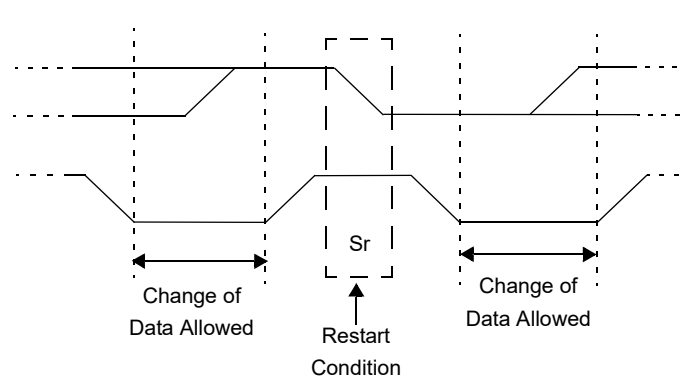 Sr
Change of
Data Allowed
Restart
Condition
Change of
Data Allowed